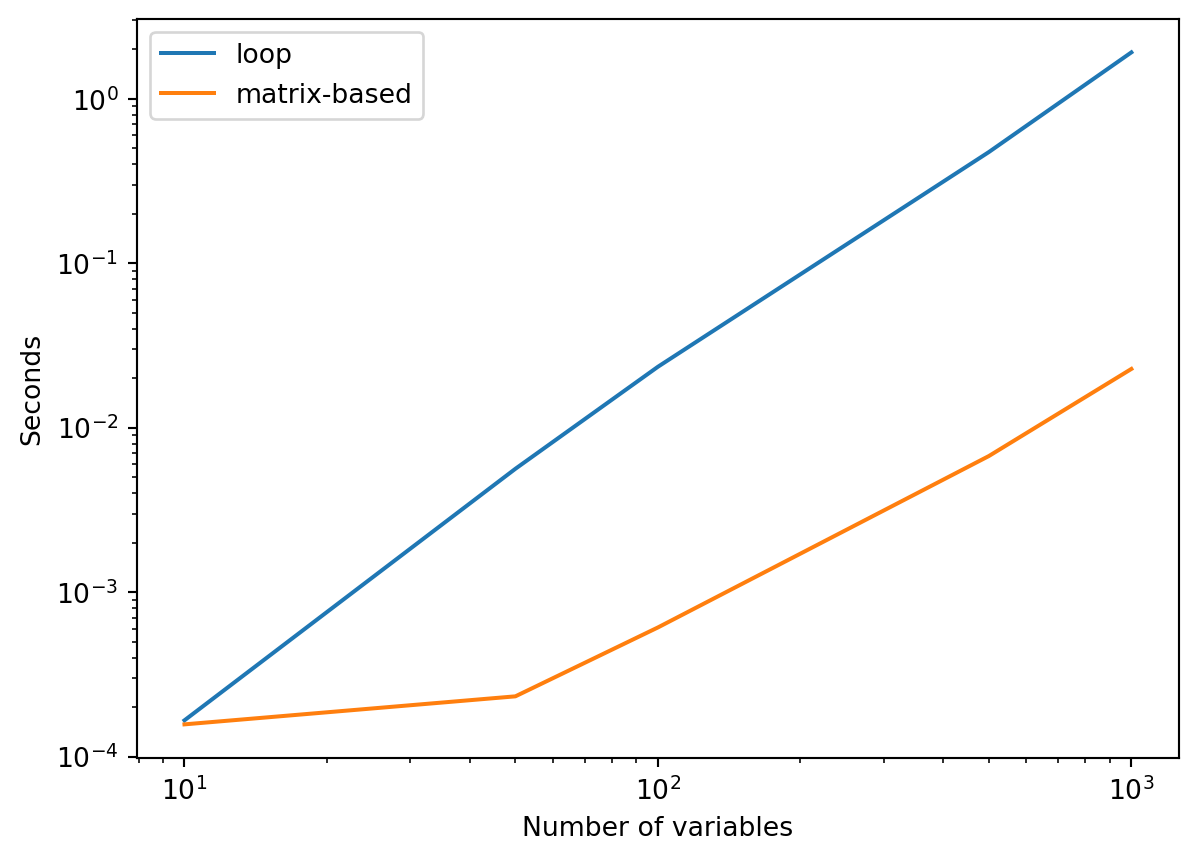 loop
matrix-based
10⁰
10⁻¹
10⁻²
10⁻³
10⁻⁴
Seconds
10¹
10²
10³
Number of variables